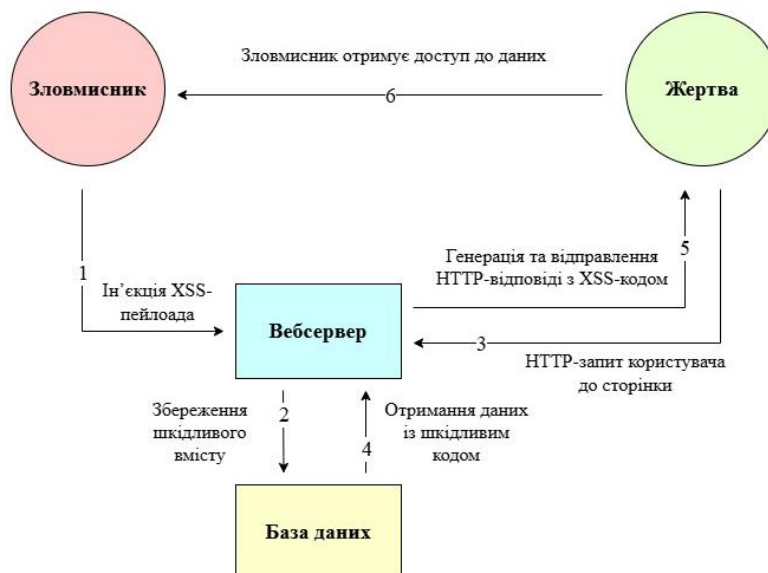 Зловмисник отримує доступ до даних
Зловмисник
6
Жертва
1
Ін’єкція XSS-
пейлоада
Генерація та відправлення
HTTP-відповіді з XSS-кодом
5
Вебсервер
3
HTTP-запит користувача
до сторінки
Збереження
шкідливого
вмісту
2
Отримання даних
із шкідливим
кодом
4
База даних